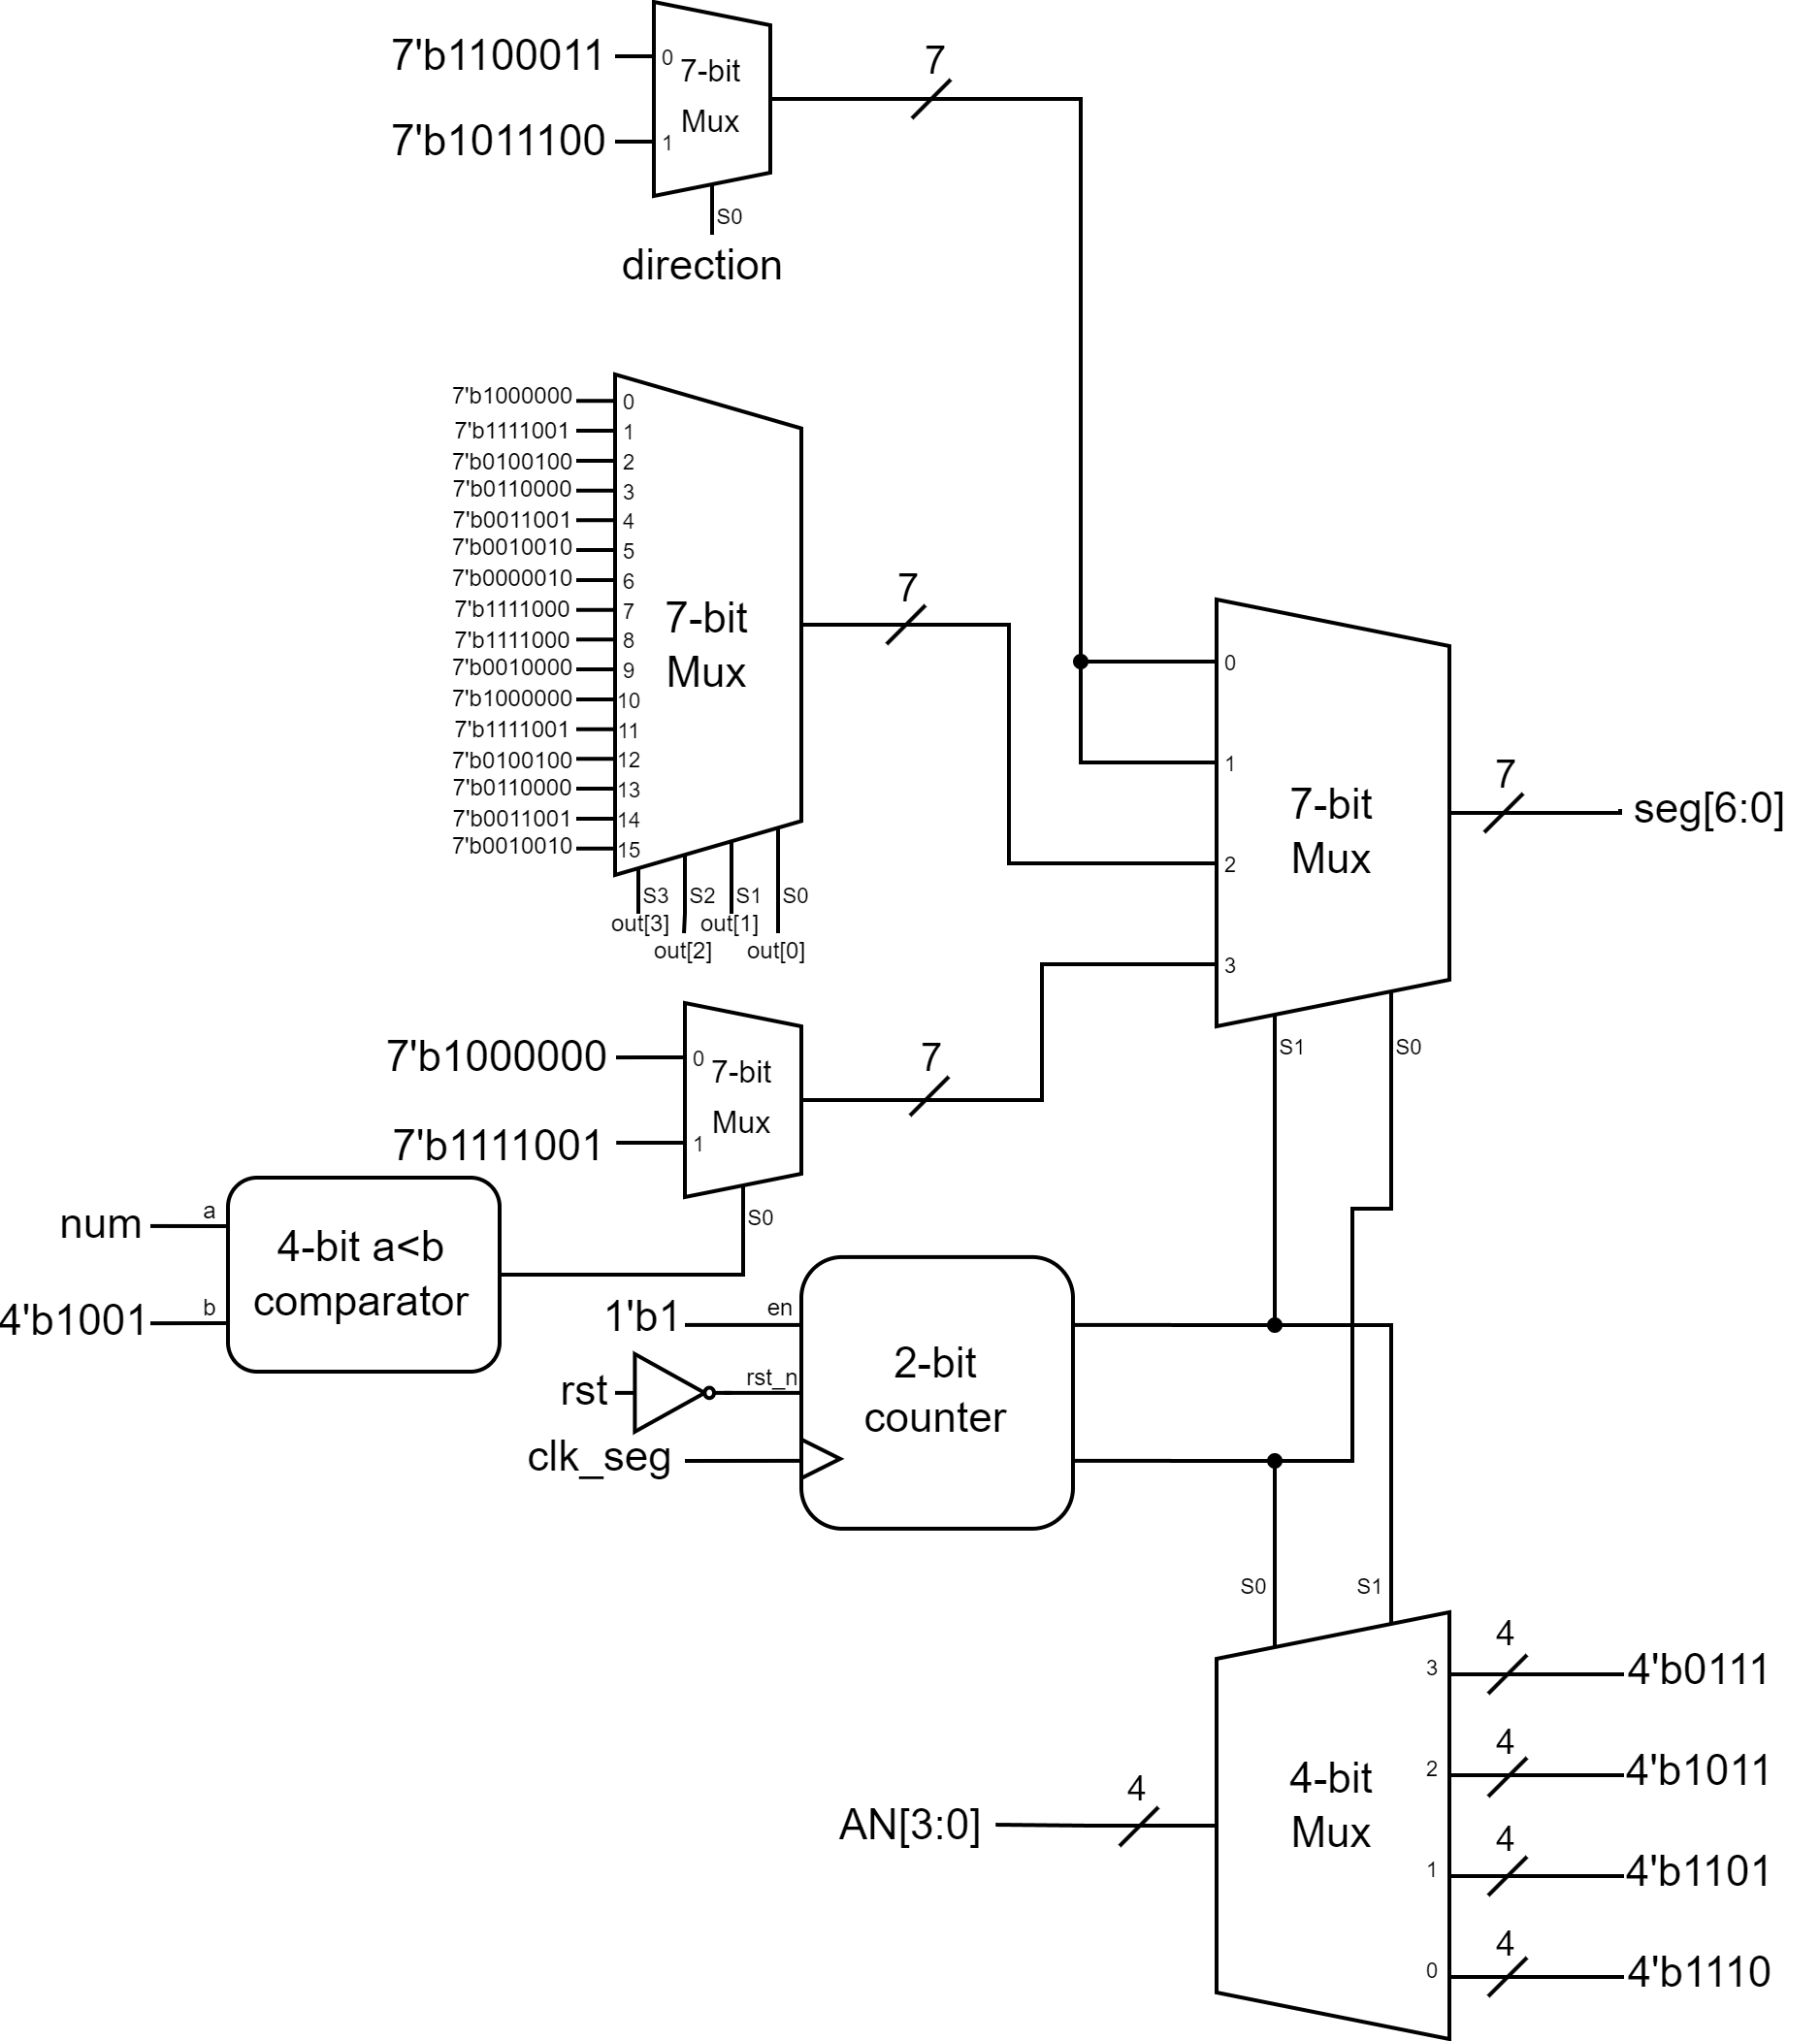 7'b1100011
0
7-bit
Mux
7'b1011100
1
S0
direction
7
7'b1000000
0
7'b1111001
1
7'b0100100
2
7'b0110000
3
7'b0011001
4
7'b0010010
5
7'b0000010
6
7'b1111000
7
7'b1111000
8
7'b0010000
9
7'b1000000
10
7'b1111001
11
7'b0100100
12
7'b0110000
13
7'b0011001
14
7'b0010010
15
7-bit
Mux
S3
S2
S1
S0
out[3]
out[2]
out[1]
out[0]
7
0
1
2
3
7-bit
Mux
S1
S0
7
seg[6:0]
7'b1000000
0
7-bit
Mux
7'b1111001
1
S0
7
num
a
4'b1001
b
4-bit a<b
comparator
1'b1
en
rst
rst_n
clk_seg
2-bit
counter
S0
S1
AN[3:0]
4
4-bit
Mux
3
4
4'b0111
2
4
4'b1011
1
4
4'b1101
0
4
4'b1110